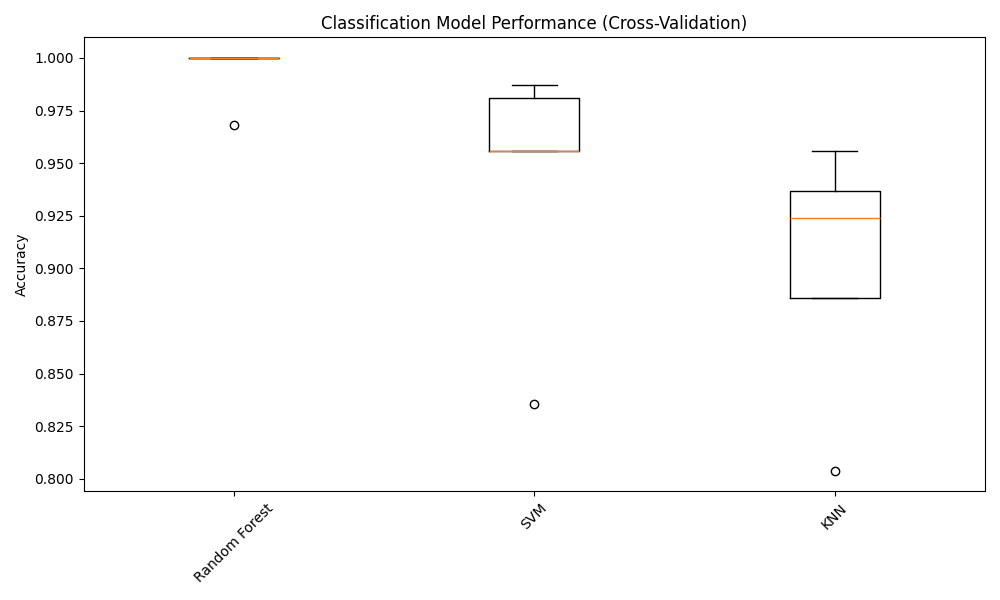 Classification Model Performance (Cross-Validation)
Accuracy
1.000
0.975
0.950
0.925
0.900
0.875
0.850
0.825
0.800
Random Forest
SVM
KNN